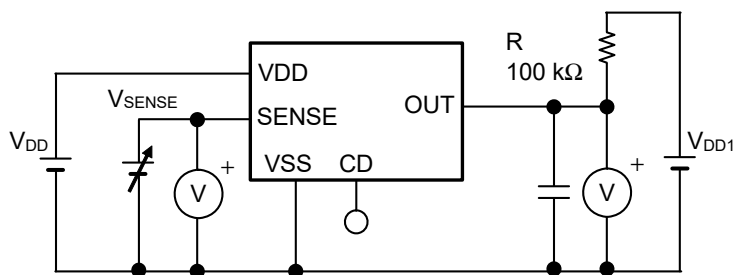 R
100 kΩ
VDD
VSENSE
OUT
SENSE
VDD
VDD1
VSS
CD
+
V
+
V